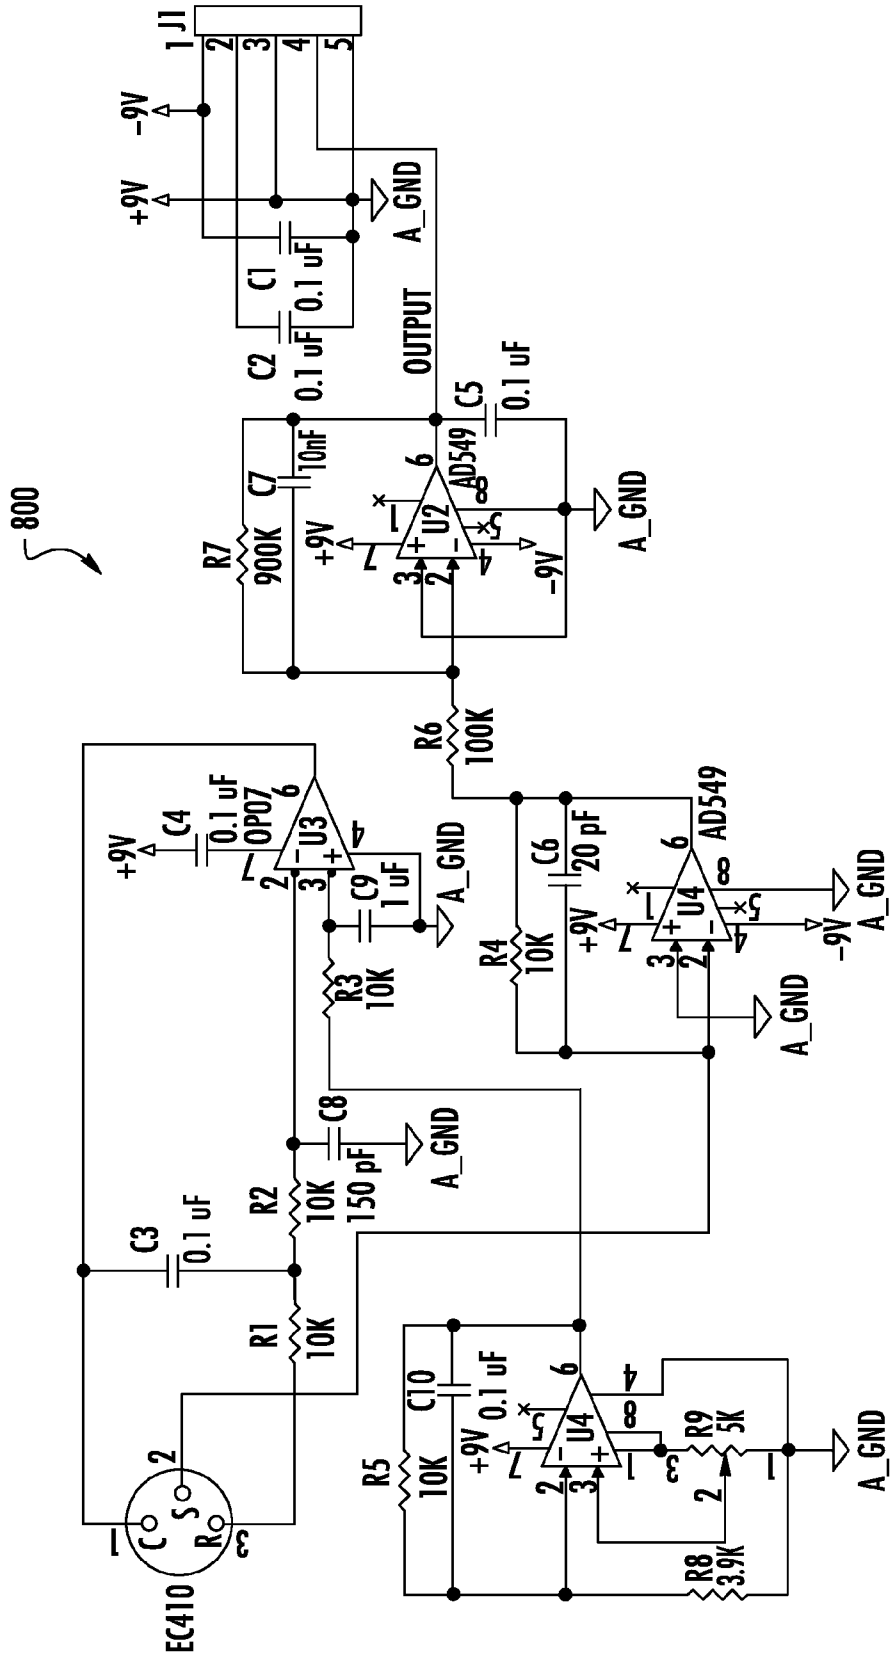 800
J1
1
2
3
4
5
-9V
+9V
A_GND
C1
0.1 uF
C2
0.1 uF
OUTPUT
R7
900K
C7
10nF
C5
0.1 uF
+9V
7
1
3
2
+
-
U2
6
AD549
8
5
4
-9V
A_GND
R6
100K
+9V
C4
0.1 uF
OP07
7
2
3
-
+
U3
6
4
C9
1 uF
A_GND
R3
10K
R4
10K
C6
20 pF
+9V
7
1
3
2
+
-
U4
6
AD549
8
5
4
-9V
A_GND
A_GND
C8
150 pF
A_GND
R2
10K
C3
0.1 uF
R1
10K
EC410
1
C
2
S
3
R
R5
10K
C10
0.1 uF
+9V
7
5
2
3
-
+
U4
6
4
8
1
3
R9
5K
2
1
R8
3.9K
A_GND